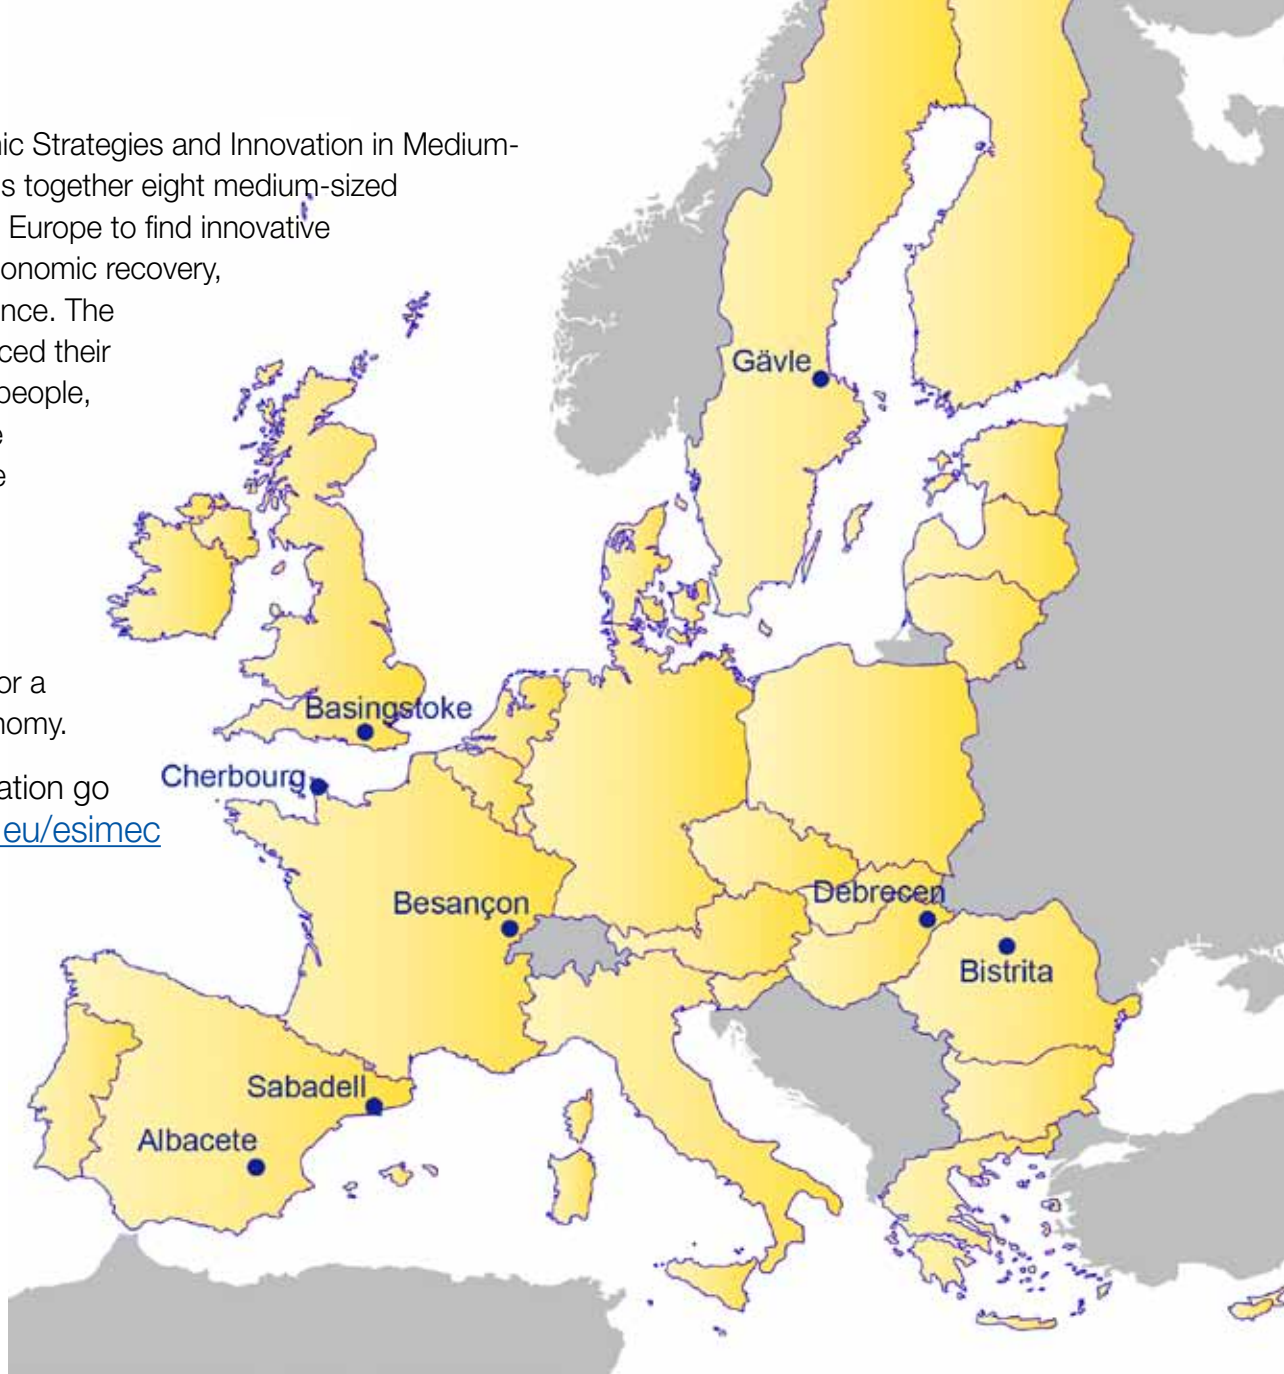 ic Strategies and Innovation in Medium-
s together eight medium-sized
Europe to find innovative
onomic recovery,
nce. The
ced their
people,
e
e
or a
nomy.
ation go
eu/esimec
Gävle
Basingstoke
Cherbourg
Besançon
Debrecen
Bistrita
Sabadell
Albacete